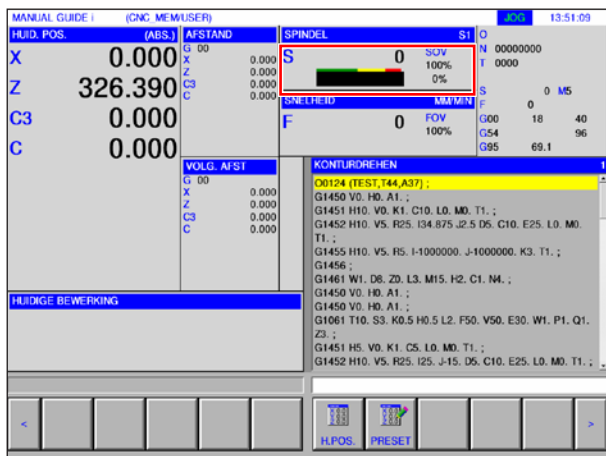 MANUAL GUIDE i (CNC_MEM/USER) JOG 13:51:09
HUID. POS. (ABS.)
X 0.000
Z 326.390
C3 0.000
C 0.000
AFSTAND
G 00
X 0.000
Z 0.000
C3 0.000
C 0.000
SPINDEL S1
S 0 SOV
100%
0%
SNELHEID MM/MIN
F 0 FOV
100%
O
N 00000000
T 0000
S 0 M5
F 0
G00 18 40
G54 96
G95 69.1
VOLG. AFST
G 00
X 0.000
Z 0.000
C3 0.000
C 0.000
KONTURDREHEN 1
O0124 (TEST,T44,A37) ;
G1450 V0. H0. A1. ;
G1451 H10. V0. K1. C10. L0. M0. T1. ;
G1452 H10. V5. R25. I34.875 J2.5 D5. C10. E25. L0. M0.
T1. ;
G1455 H10. V5. R5. I-1000000. J-1000000. K3. T1. ;
G1456 ;
G1461 W1. D6. Z0. L3. M15. H2. C1. N4. ;
G1450 V0. H0. A1. ;
G1450 V0. H0. A1. ;
G1061 T10. S3. K0.5 H0.5 L2. F50. V50. E30. W1. P1. Q1.
Z3. ;
G1451 H5. V0. K1. C5. L0. M0. T1. ;
G1452 H10. V5. R25. I25. J-15. D5. C10. E25. L0. M0. T1. ;
HUIDIGE BEWERKING
< H.POS. PRESET >